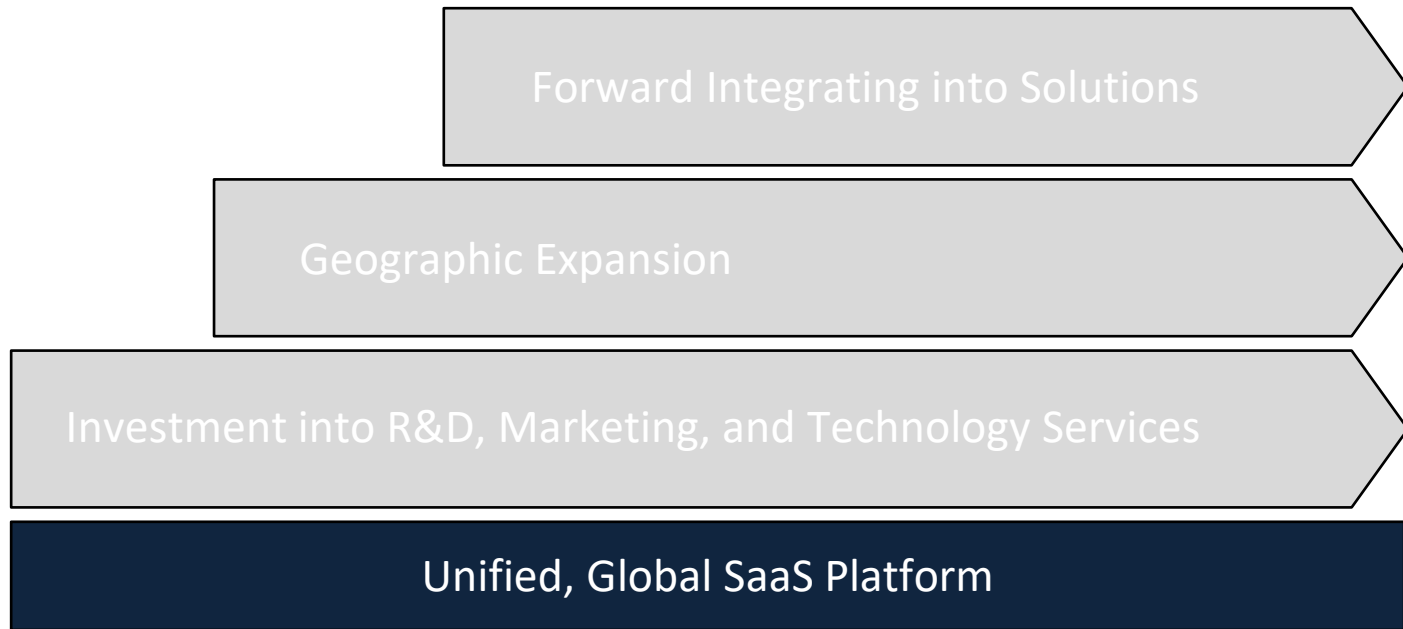 Forward Integrating into Solutions
Geographic Expansion
Investment into R&D, Marketing, and Technology Services
Unified, Global SaaS Platform